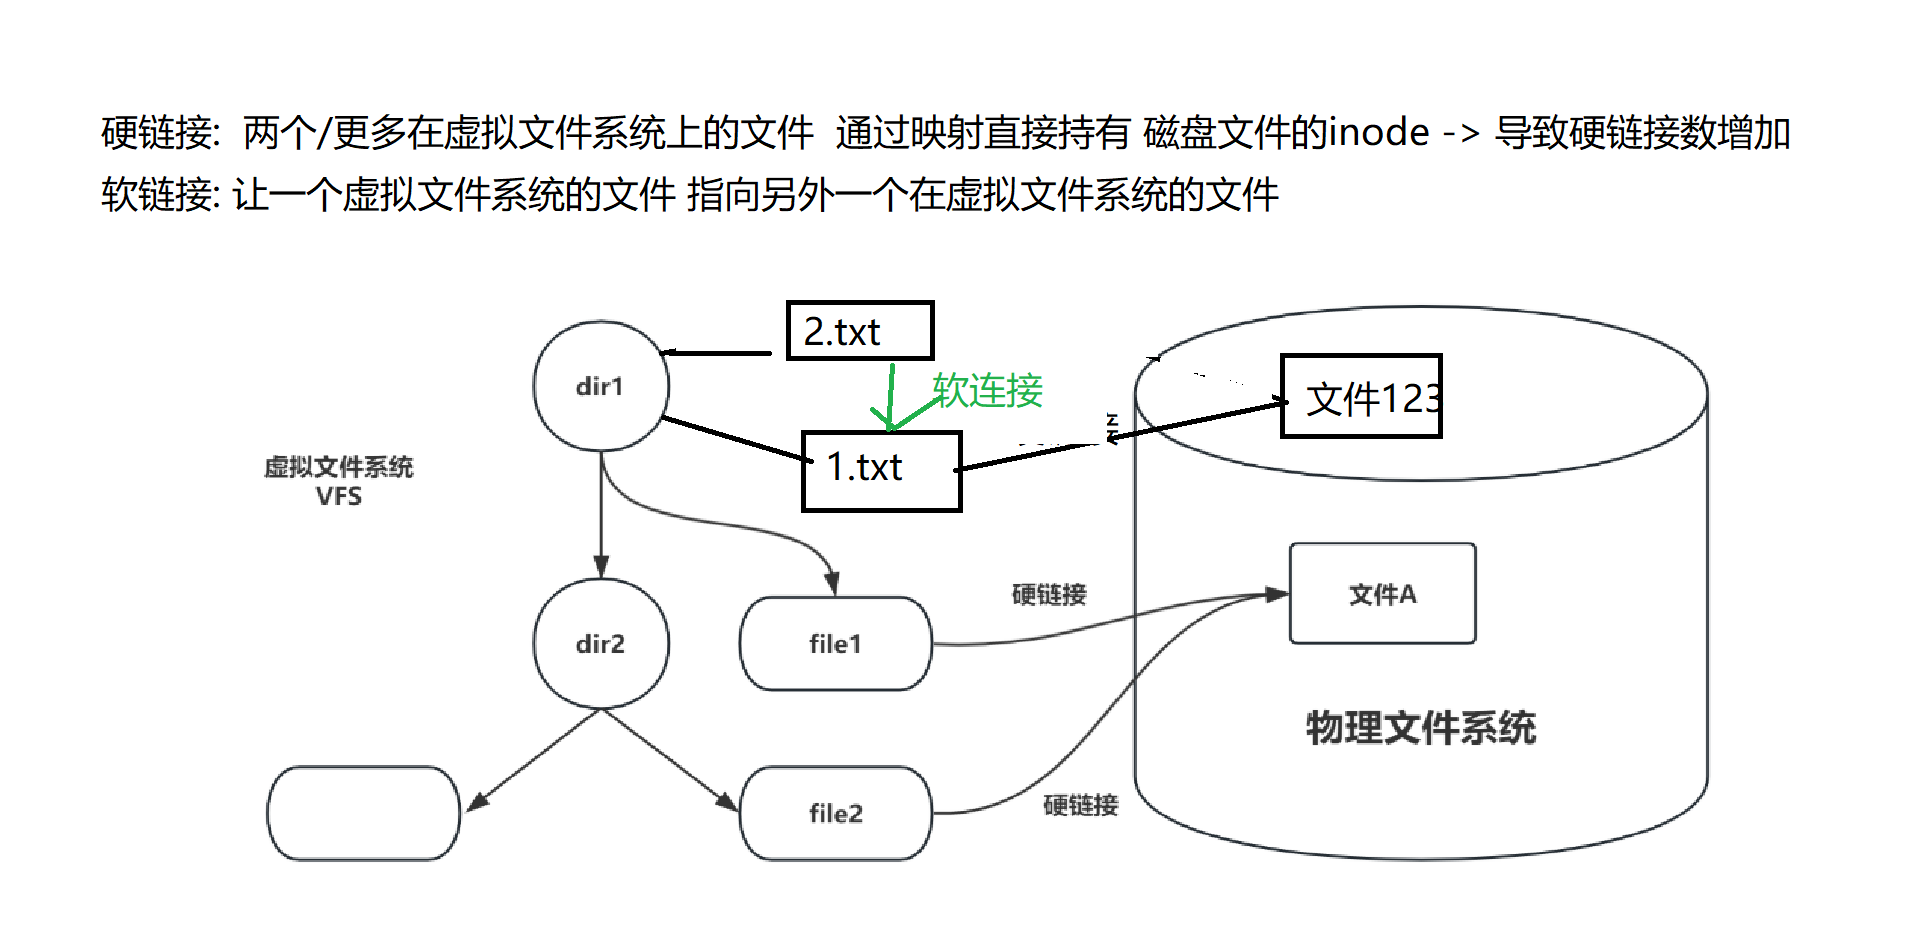 硬链接: 两个/更多在虚拟文件系统上的文件 通过映射直接持有 磁盘文件的inode -> 导致硬链接数增加
软链接: 让一个虚拟文件系统的文件 指向另外一个在虚拟文件系统的文件
2.txt
dir1
软连接
文件123
1.txt
虚拟文件系统
VFS
硬链接
文件A
dir2
file1
物理文件系统
file2
硬链接